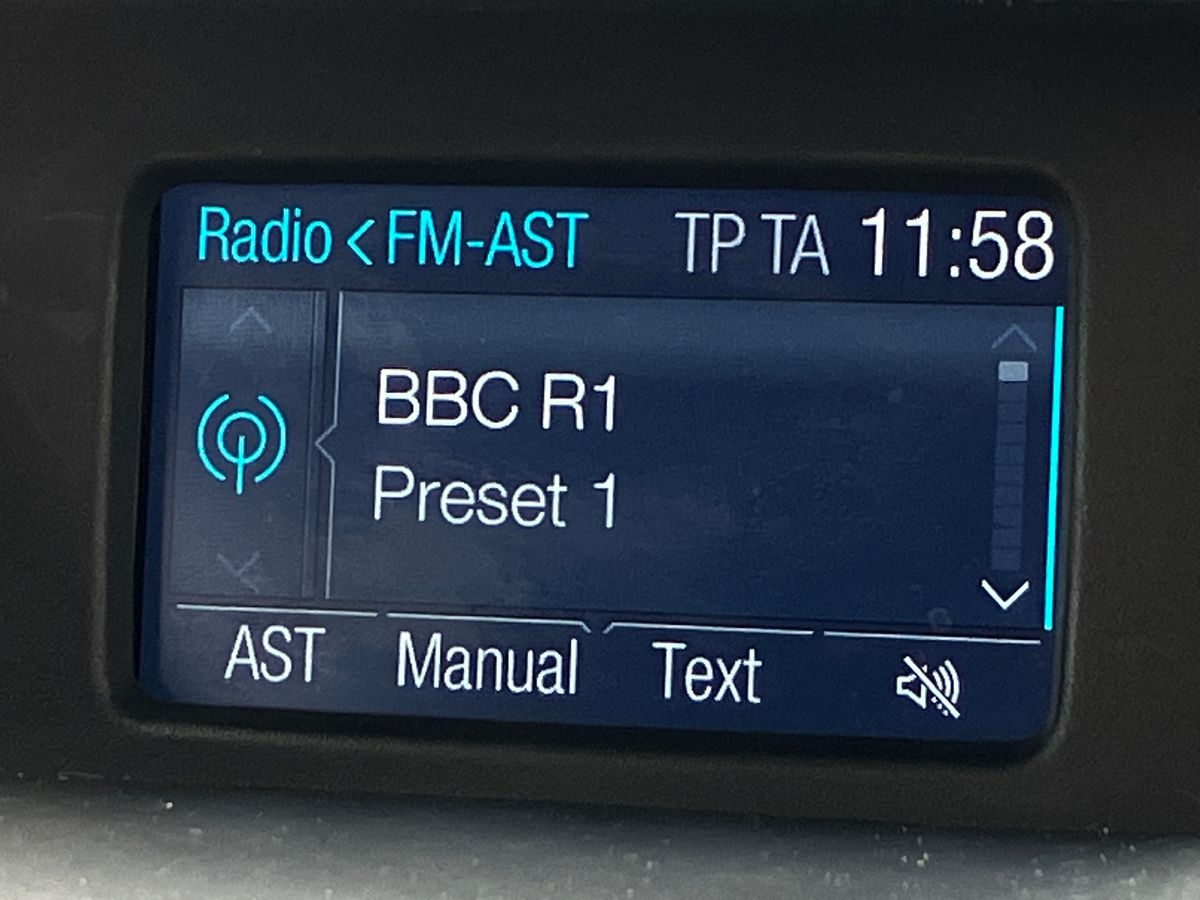 Radio < FM-AST TP TA 11:58
BBC R1
Preset 1
AST Manual Text